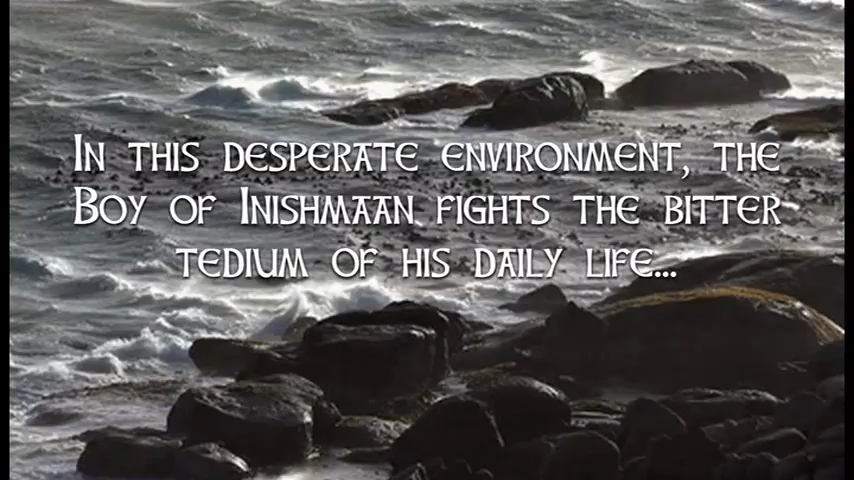 In this desperate environment, the
Boy of Inishmaan fights the bitter
tedium of his daily life...